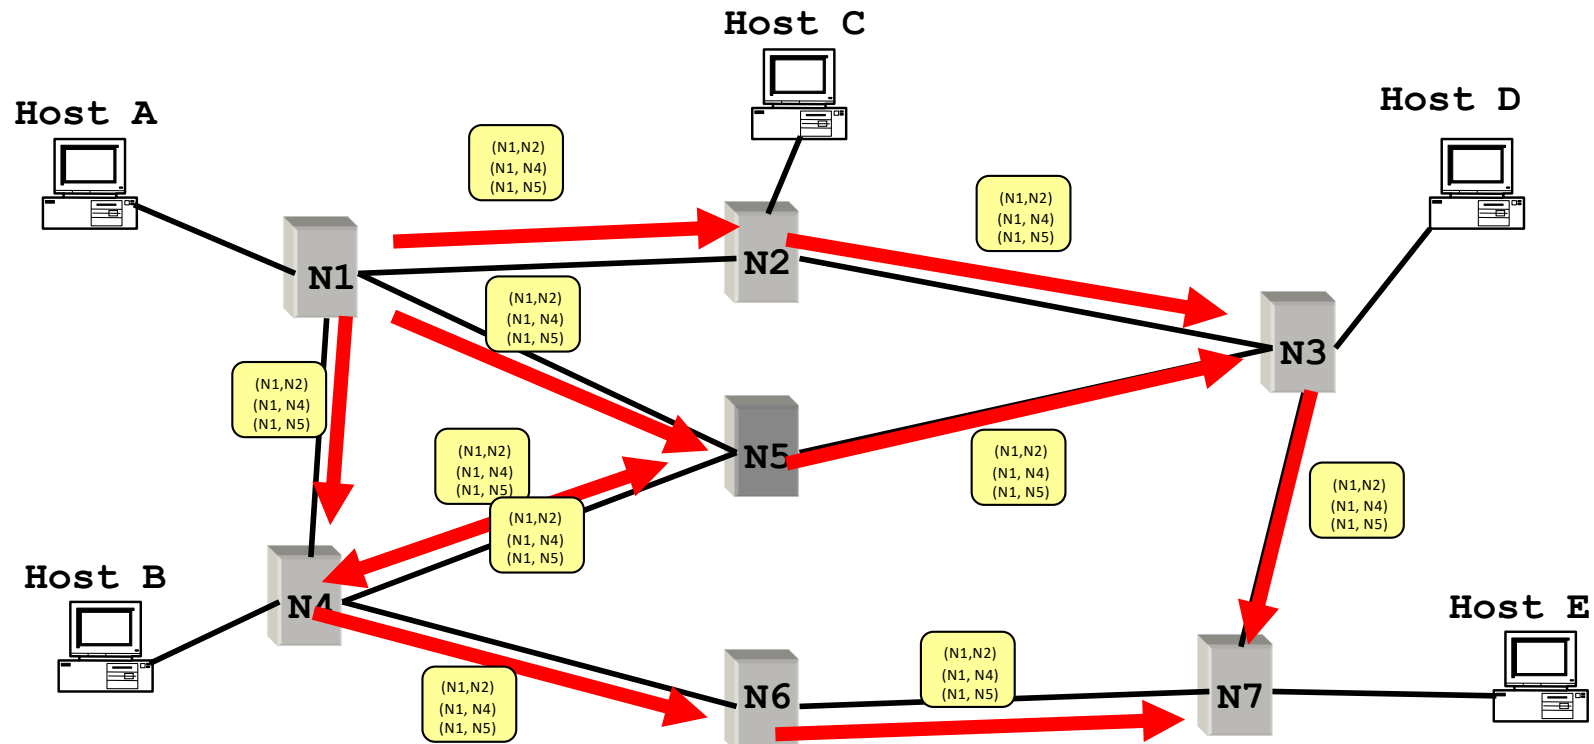 Host C
Host A
Host D
(N1,N2)
(N1, N4)
(N1, N5)
(N1,N2)
(N1, N4)
(N1, N5)
N1
N2
(N1,N2)
(N1, N4)
(N1, N5)
N3
(N1,N2)
(N1, N4)
(N1, N5)
(N1,N2)
(N1, N4)
(N1, N5)
N5
(N1,N2)
(N1, N4)
(N1, N5)
(N1,N2)
(N1, N4)
(N1, N5)
(N1,N2)
(N1, N4)
(N1, N5)
Host B
N4
Host E
(N1,N2)
(N1, N4)
(N1, N5)
(N1,N2)
(N1, N4)
(N1, N5)
N6
N7